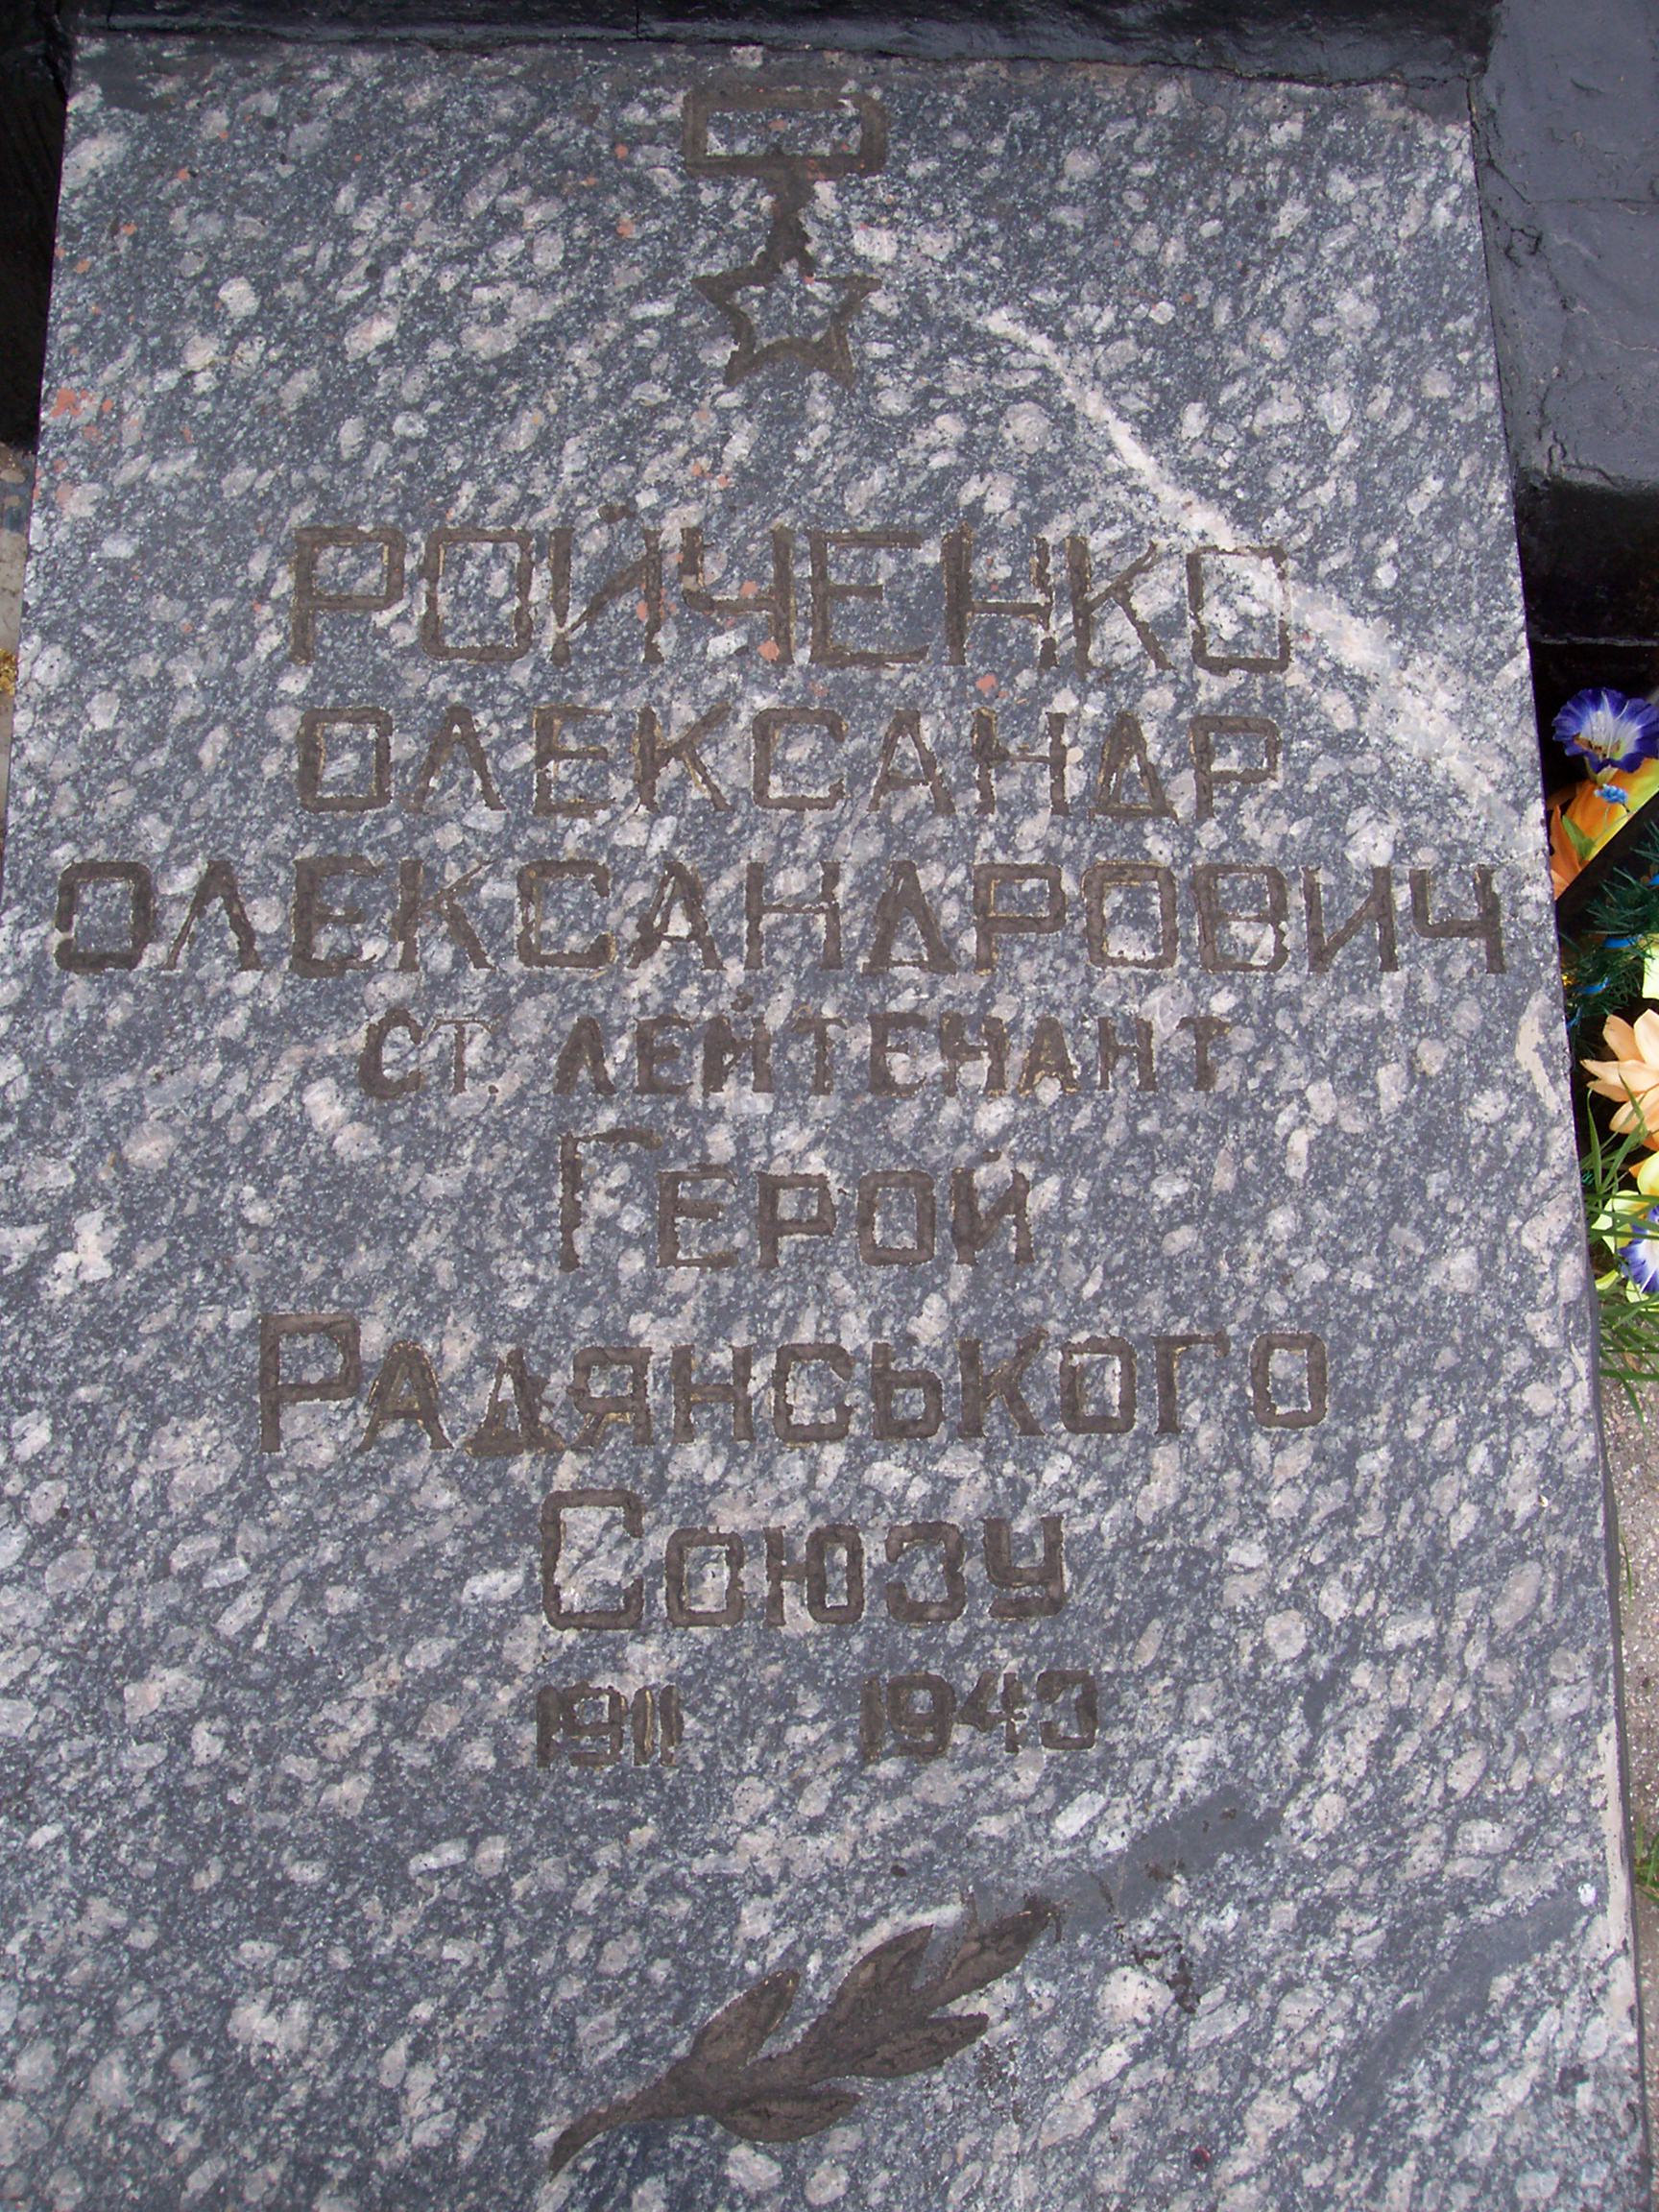 РОЙЧЕНКО
ОЛЕКСАНДР
ОЛЕКСАНДРОВИЧ
СТ. ЛЕЙТЕНАНТ
ГЕРОЙ
РАДЯНСЬКОГО
СОЮЗУ
1911 1943